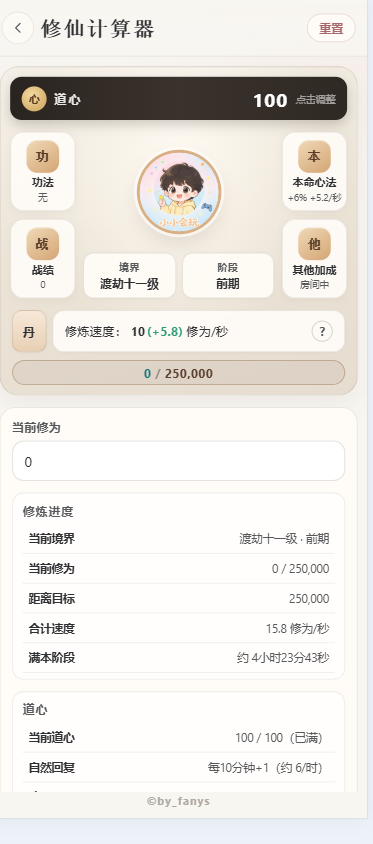 修仙计算器
重置
心
道心
100
点击调整
功
功法
无
本
本命心法
+6% +5.2/秒
小小会玩
战
战绩
0
他
其他加成
房间中
境界
渡劫十一级
阶段
前期
丹
修炼速度： 10 (+5.8) 修为/秒
?
0 / 250,000
当前修为
0
修炼进度
当前境界
渡劫十一级 · 前期
当前修为
0 / 250,000
距离目标
250,000
合计速度
15.8 修为/秒
满本阶段
约 4小时23分43秒
道心
当前道心
100 / 100（已满）
自然回复
每10分钟+1（约 6/时）
©by_fanys